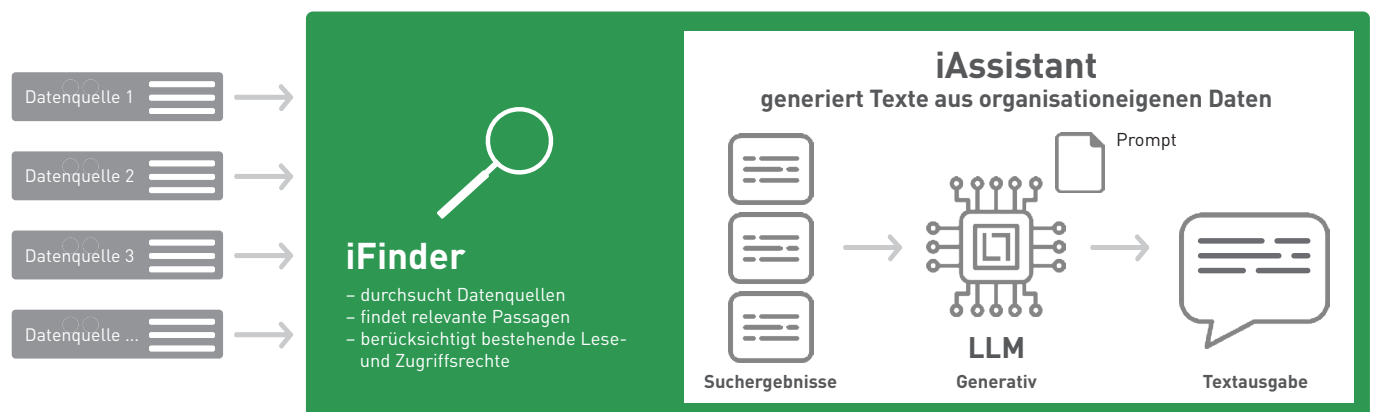 Datenquelle 1
Datenquelle 2
Datenquelle 3
Datenquelle ...
iFinder
– durchsucht Datenquellen
– findet relevante Passagen
– berücksichtigt bestehende Lese-
und Zugriffsrechte
iAssistant
generiert Texte aus organisationeigenen Daten
Prompt
LLM
Suchergebnisse
Generativ
Textausgabe